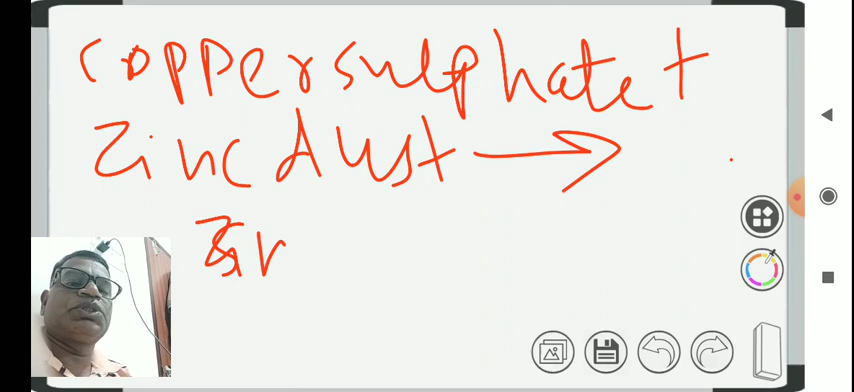 Copper sulphate +
Zinc dust →